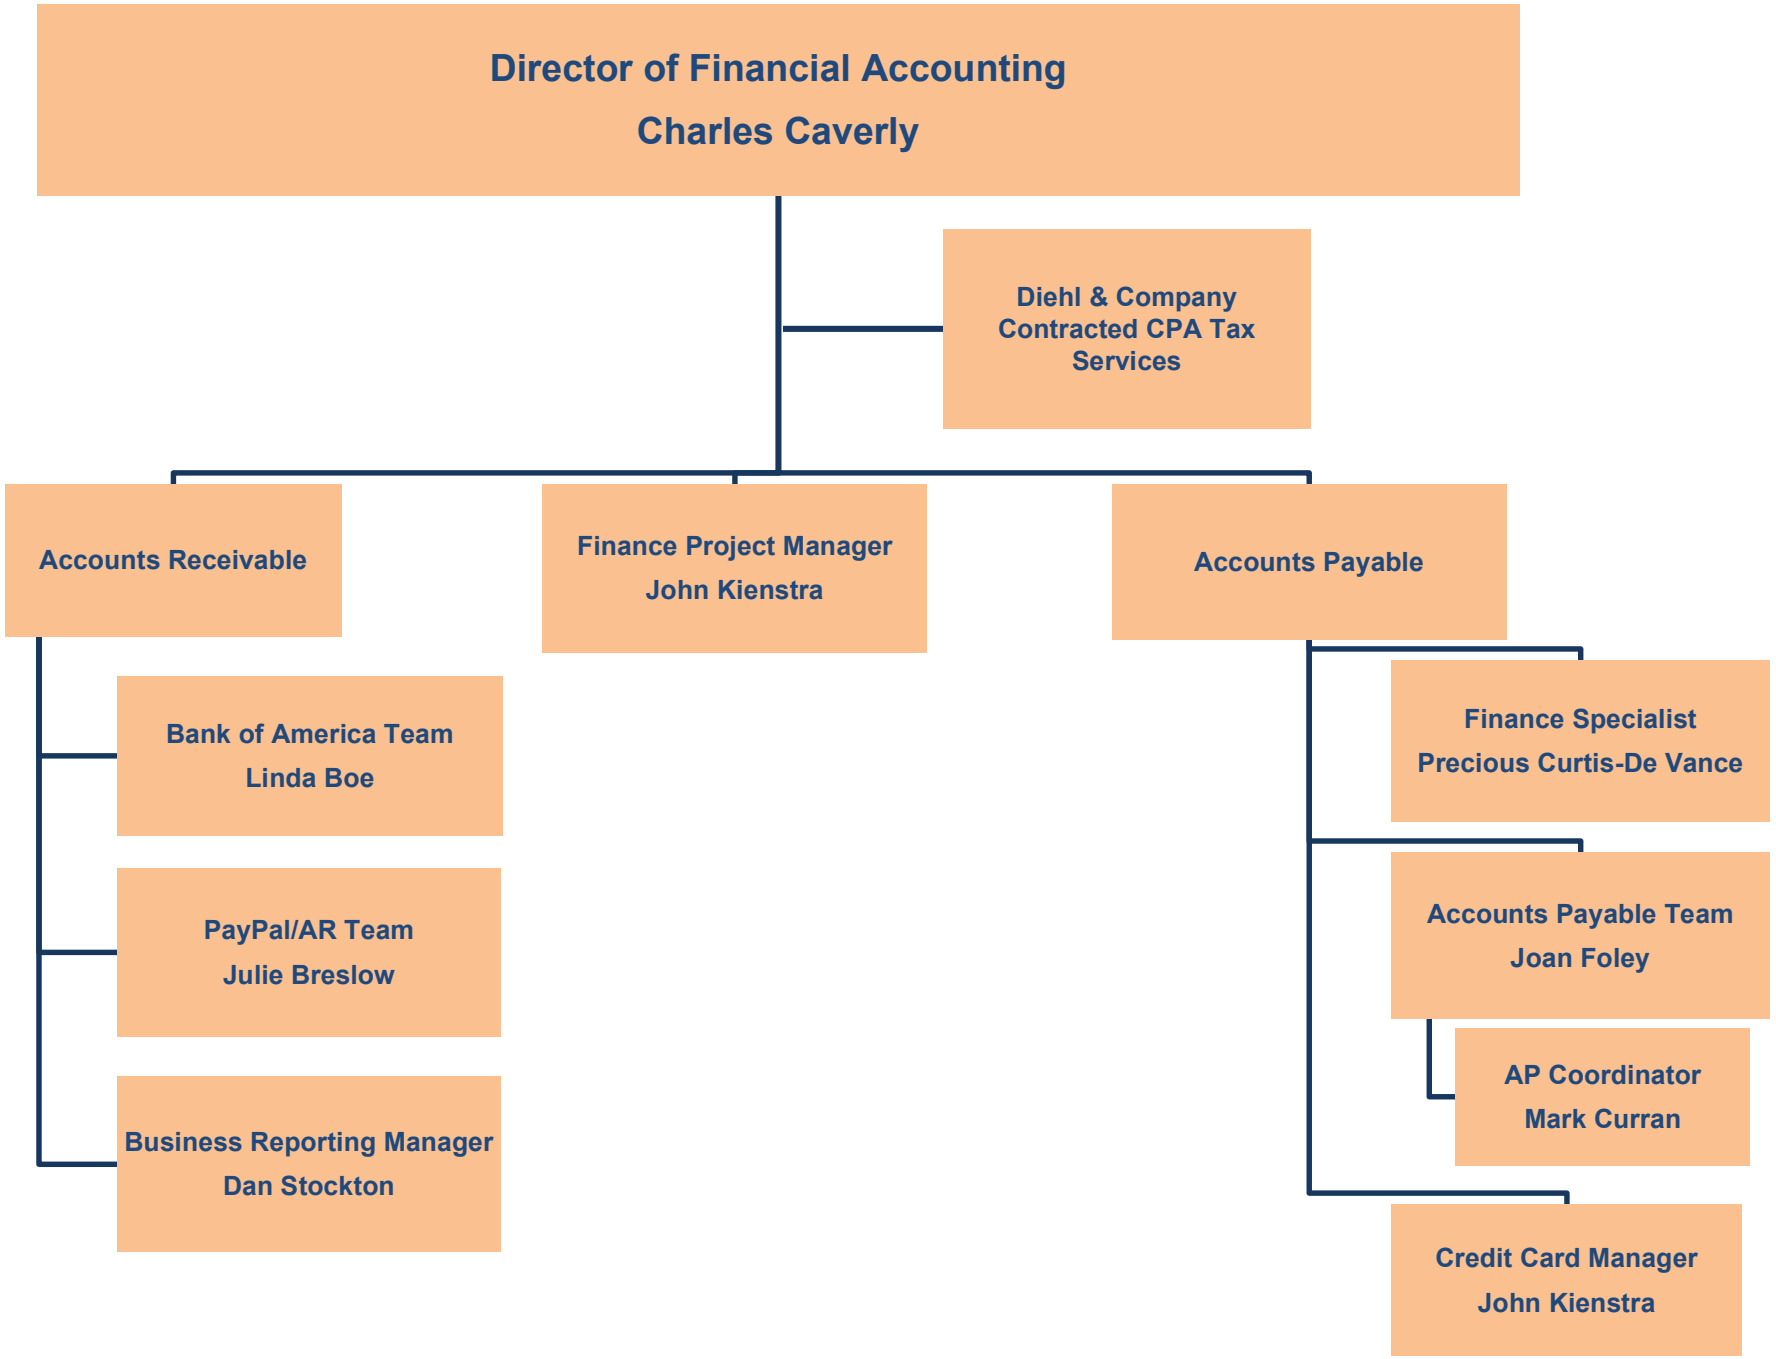 Director of Financial Accounting
Charles Caverly
Diehl & Company
Contracted CPA Tax
Services
Accounts Receivable
Finance Project Manager
John Kienstra
Accounts Payable
Bank of America Team
Linda Boe
PayPal/AR Team
Julie Breslow
Business Reporting Manager
Dan Stockton
Finance Specialist
Precious Curtis-De Vance
Accounts Payable Team
Joan Foley
AP Coordinator
Mark Curran
Credit Card Manager
John Kienstra